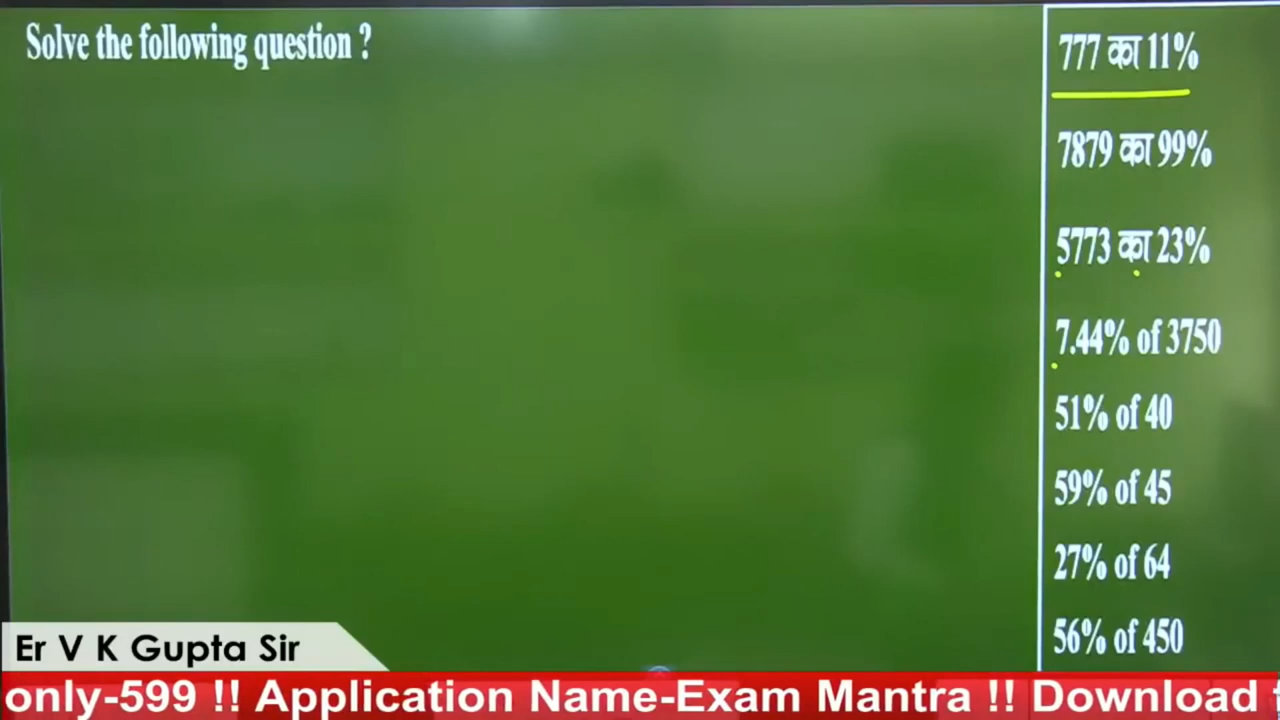 Solve the following question ?
777 का 11%
7879 का 99%
5773 का 23%
7.44% of 3750
51% of 40
59% of 45
27% of 64
56% of 450
Er V K Gupta Sir
only-599 !! Application Name-Exam Mantra !! Download